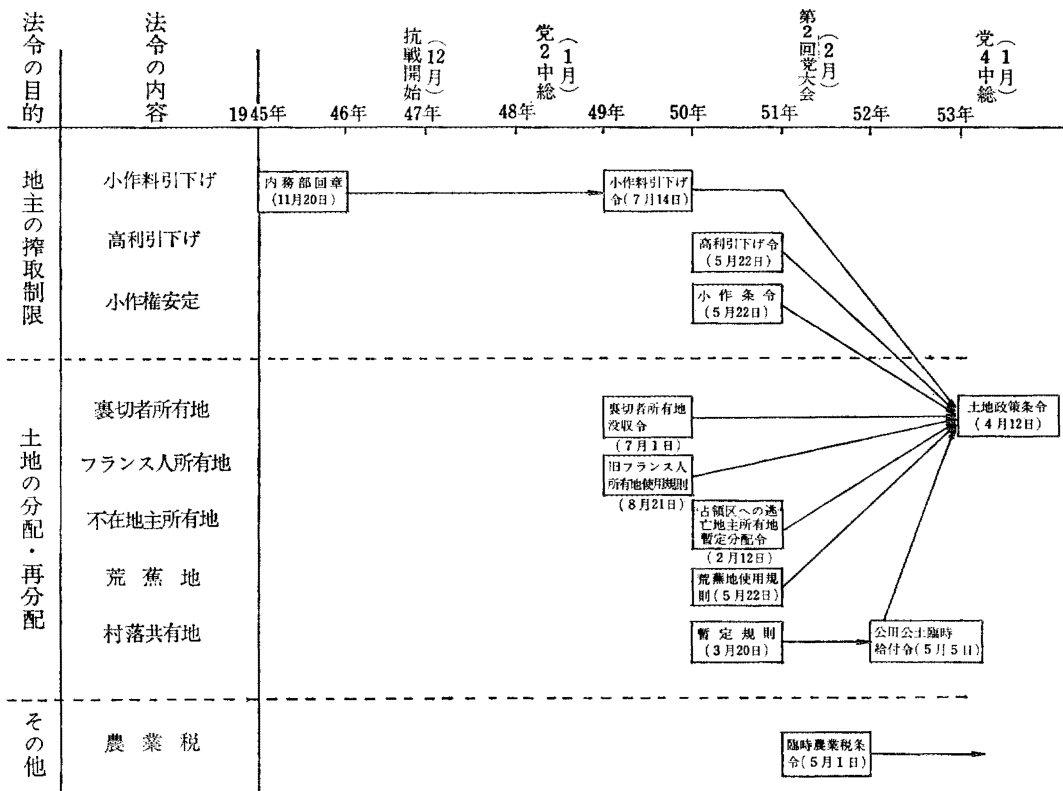 法令の目的
法令の内容
抗戦開始
(12月)
党2中総
(1月)
第2回党大会
(2月)
党4中総
(1月)
1945年
46年
47年
48年
49年
50年
51年
52年
53年
地主の搾取制限
小作料引下げ
内務部回章
(11月20日)
小作料引下げ
令(7月14日)
高利引下げ
高利引下げ令
(5月22日)
小作権安定
小作条令
(5月22日)
土地の分配・再分配
裏切者所有地
裏切者所有地
没収令
(7月1日)
土地政策条令
(4月12日)
フランス人所有地
旧フランス人
所有地使用規則
(8月21日)
不在地主所有地
占領区への逃
亡地主所有地
暫定分配令
(2月12日)
荒蕪地
荒蕪地使用規
則(5月22日)
村落共有地
暫定規則
(3月20日)
公田公土臨時
給付令(5月5日)
その他
農業税
臨時農業税条
令(5月1日)